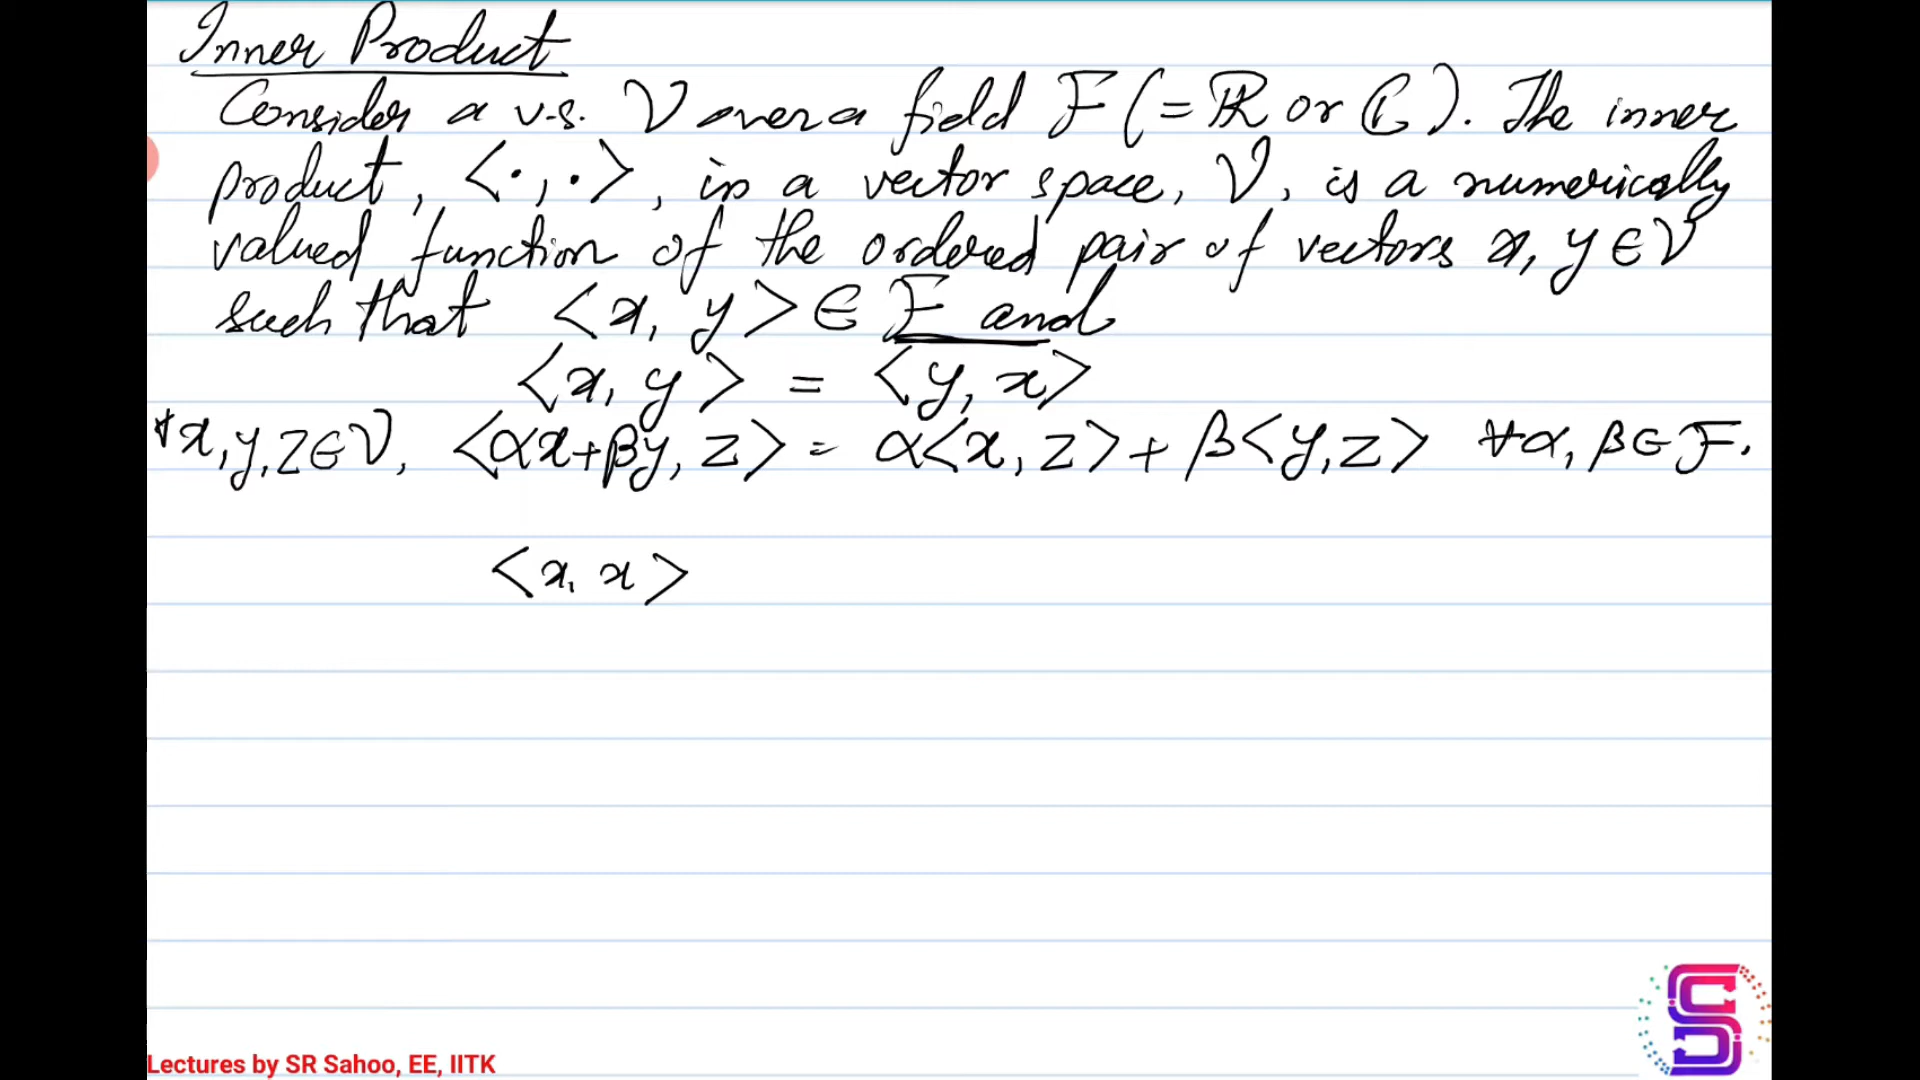 Inner Product
Consider a v.s. V over a field F (= ℝ or ℂ). The inner
product, <·,·>, in a vector space, V, is a numerically
valued function of the ordered pair of vectors x, y ∈ V
such that <x, y> ∈ F and
<x, y> = <y, x>
∀x,y,z∈V, <αx+βy, z> = α<x, z> + β<y,z> ∀α, β∈F.
<x, x>
Lectures by SR Sahoo, EE, IITK